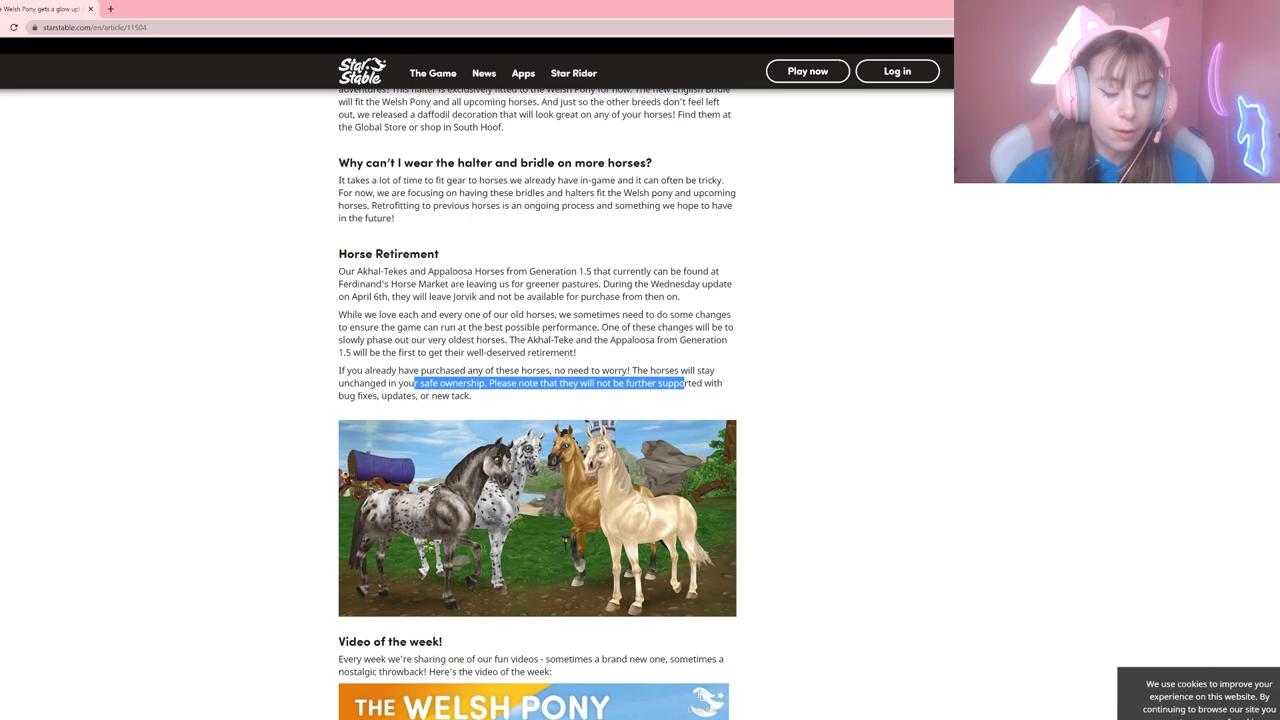 e Welsh Pony gets a glow up!
starstable.com/en/article/11504
Star Stable
The Game
News
Apps
Star Rider
Play now
Log in
adventures! This halter is exclusively fitted to the Welsh Pony for now. The new English Bridle
will fit the Welsh Pony and all upcoming horses. And just so the other breeds don't feel left
out, we released a daffodil decoration that will look great on any of your horses! Find them at
the Global Store or shop in South Hoof.
Why can't I wear the halter and bridle on more horses?
It takes a lot of time to fit gear to horses we already have in-game and it can often be tricky.
For now, we are focusing on having these bridles and halters fit the Welsh pony and upcoming
horses. Retrofitting to previous horses is an ongoing process and something we hope to have
in the future!
Horse Retirement
Our Akhal-Tekes and Appaloosa Horses from Generation 1.5 that currently can be found at
Ferdinand's Horse Market are leaving us for greener pastures. During the Wednesday update
on April 6th, they will leave Jorvik and not be available for purchase from then on.
While we love each and every one of our old horses, we sometimes need to do some changes
to ensure the game can run at the best possible performance. One of these changes will be to
slowly phase out our very oldest horses. The Akhal-Teke and the Appaloosa from Generation
1.5 will be the first to get their well-deserved retirement!
If you already have purchased any of these horses, no need to worry! The horses will stay
unchanged in your safe ownership. Please note that they will not be further supported with
bug fixes, updates, or new tack.
Video of the week!
Every week we're sharing one of our fun videos - sometimes a brand new one, sometimes a
nostalgic throwback! Here's the video of the week:
THE WELSH PONY
We use cookies to improve your
experience on this website. By
continuing to browse our site you